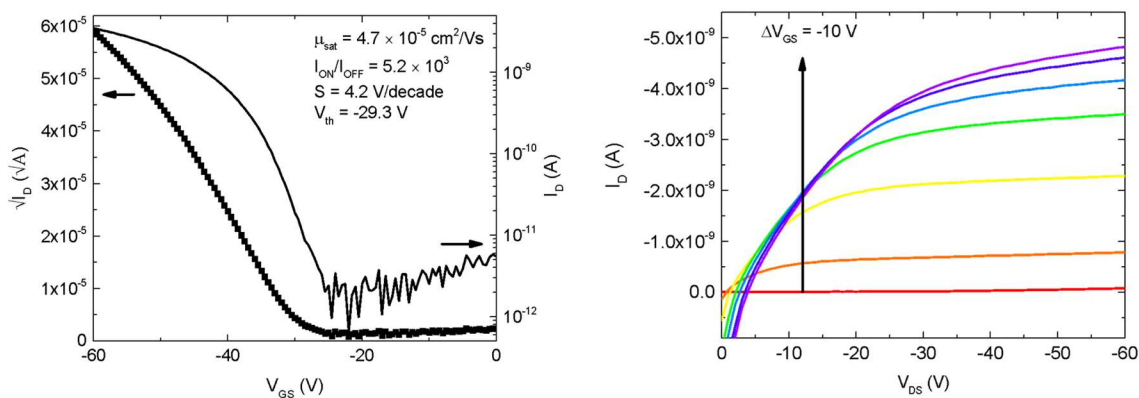 6x10⁻⁵
5x10⁻⁵
4x10⁻⁵
3x10⁻⁵
2x10⁻⁵
1x10⁻⁵
0
√I_D (√A)
μ_sat = 4.7 × 10⁻⁵ cm²/Vs
I_ON/I_OFF = 5.2 × 10³
S = 4.2 V/decade
V_th = -29.3 V
10⁻⁹
10⁻¹⁰
10⁻¹¹
10⁻¹²
I_D (A)
-60 -40 -20 0
V_GS (V)
-5.0x10⁻⁹
-4.0x10⁻⁹
-3.0x10⁻⁹
-2.0x10⁻⁹
-1.0x10⁻⁹
0.0
I_D (A)
ΔV_GS = -10 V
0 -10 -20 -30 -40 -50 -60
V_DS (V)